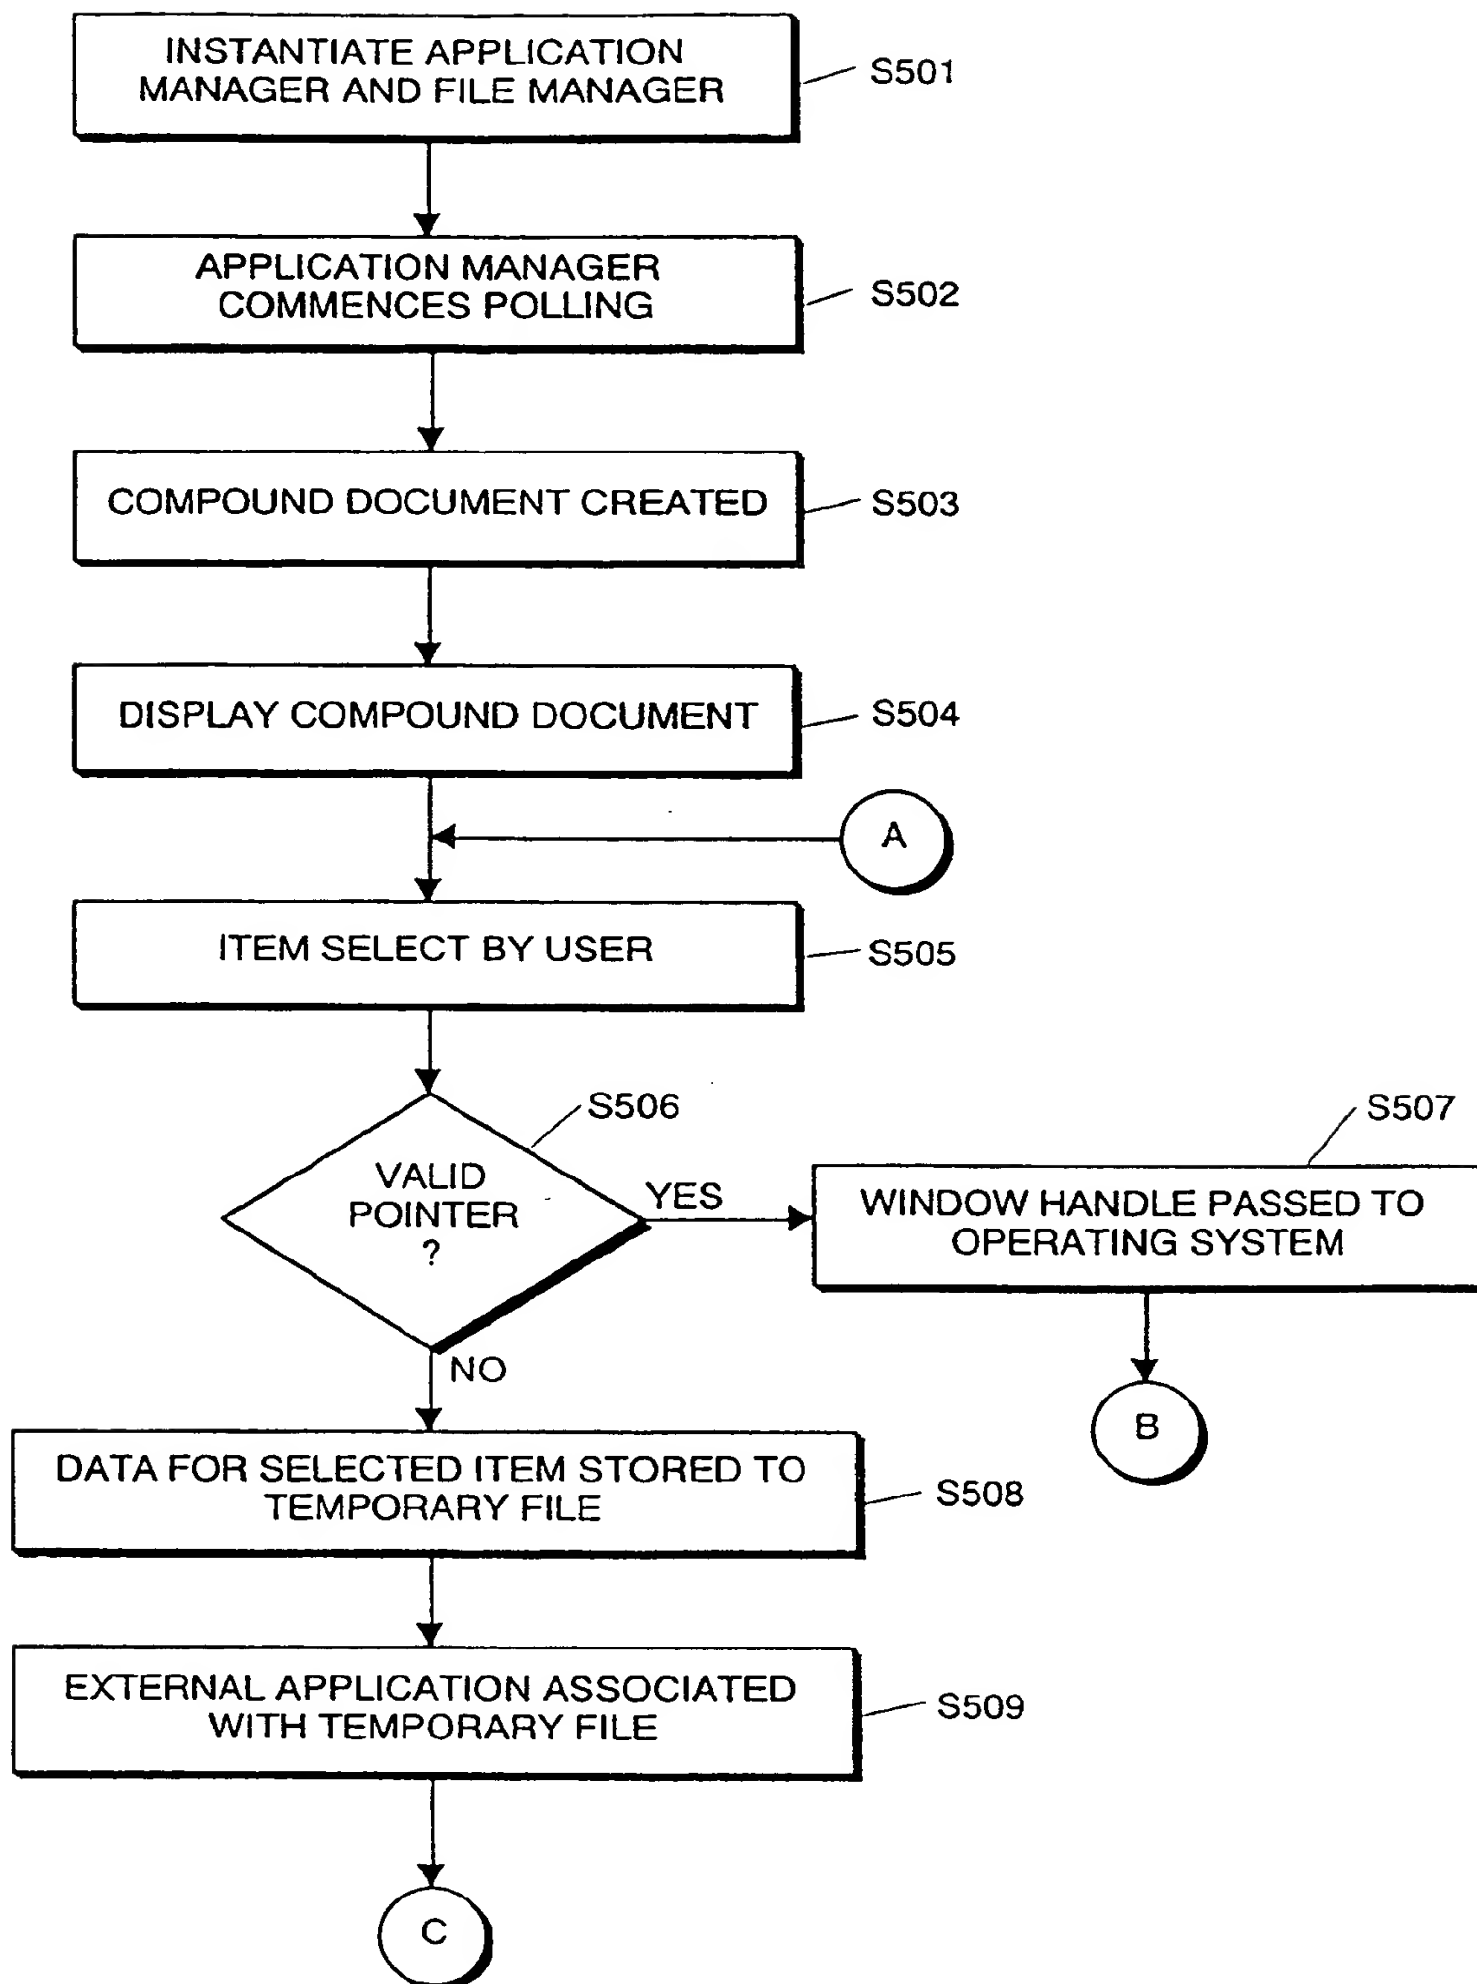 INSTANTIATE APPLICATION
MANAGER AND FILE MANAGER
S501
APPLICATION MANAGER
COMMENCES POLLING
S502
COMPOUND DOCUMENT CREATED
S503
DISPLAY COMPOUND DOCUMENT
S504
A
ITEM SELECT BY USER
S505
S506
VALID
POINTER
?
YES
NO
S507
WINDOW HANDLE PASSED TO
OPERATING SYSTEM
B
DATA FOR SELECTED ITEM STORED TO
TEMPORARY FILE
S508
EXTERNAL APPLICATION ASSOCIATED
WITH TEMPORARY FILE
S509
C